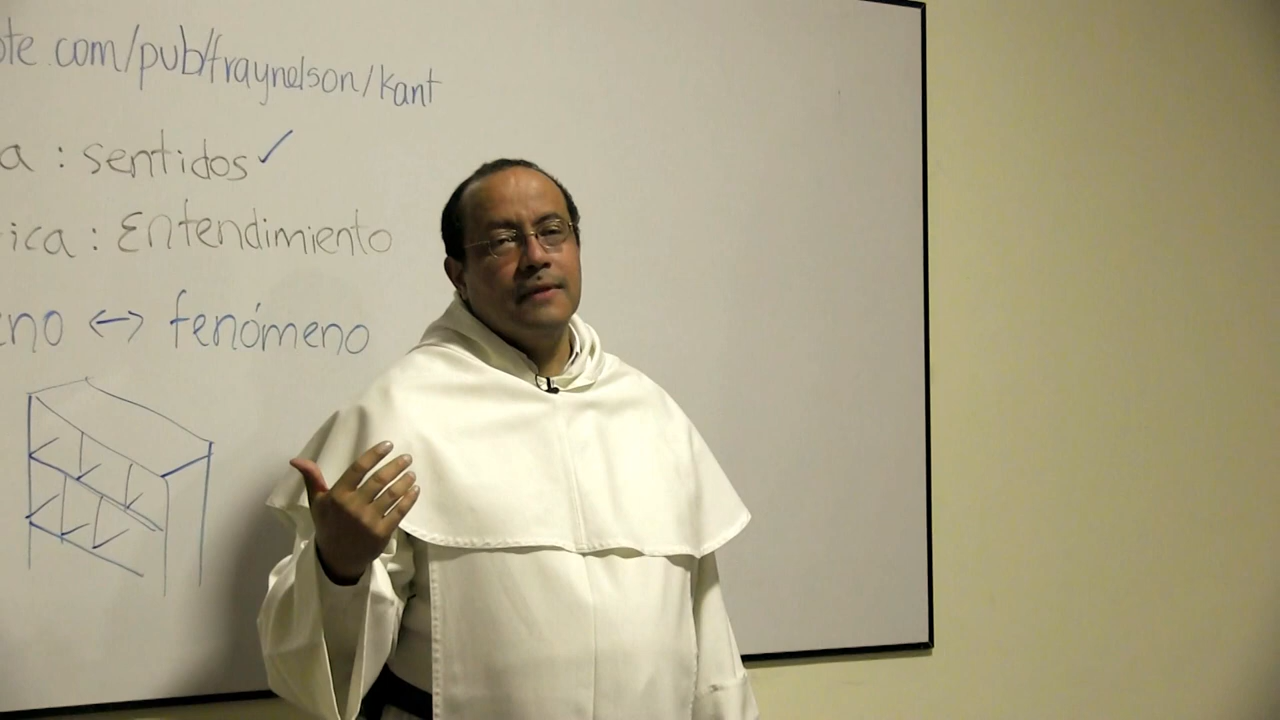 ote.com/pub/fraynelson/kant
a : sentidos ✓
ica : Entendimiento
eno ↔ fenómeno